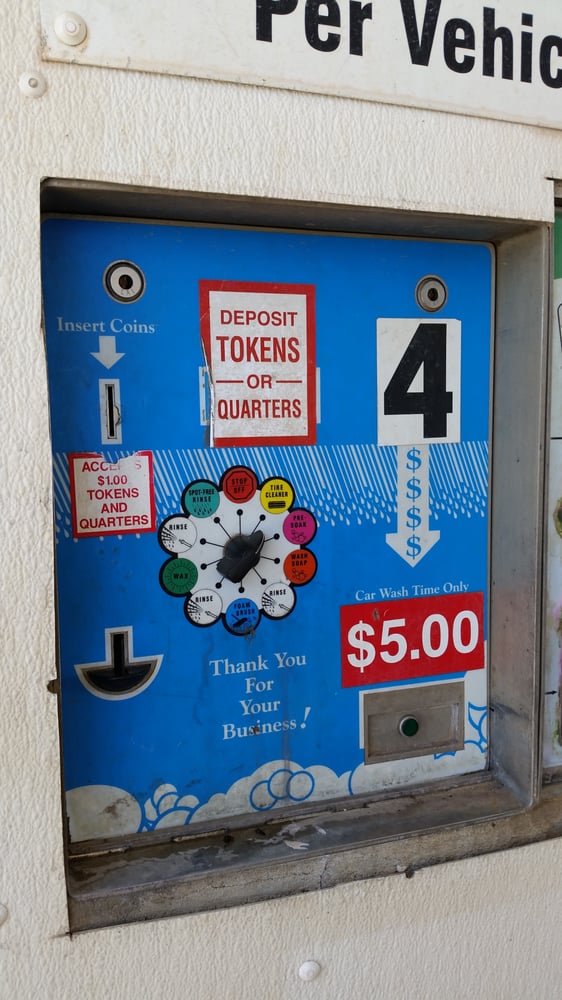 Per Vehic
Insert Coins
DEPOSIT
TOKENS
OR
QUARTERS
4
ACCEPTS
$1.00
TOKENS
AND
QUARTERS
$
$
$
$
STOP
OFF
TIRE
CLEANER
PRE-
SOAK
WASH
SOAP
RINSE
FOAM
BRUSH
RINSE
WAX
RINSE
SPOT-FREE
RINSE
Car Wash Time Only
$5.00
Thank You
For
Your
Business!